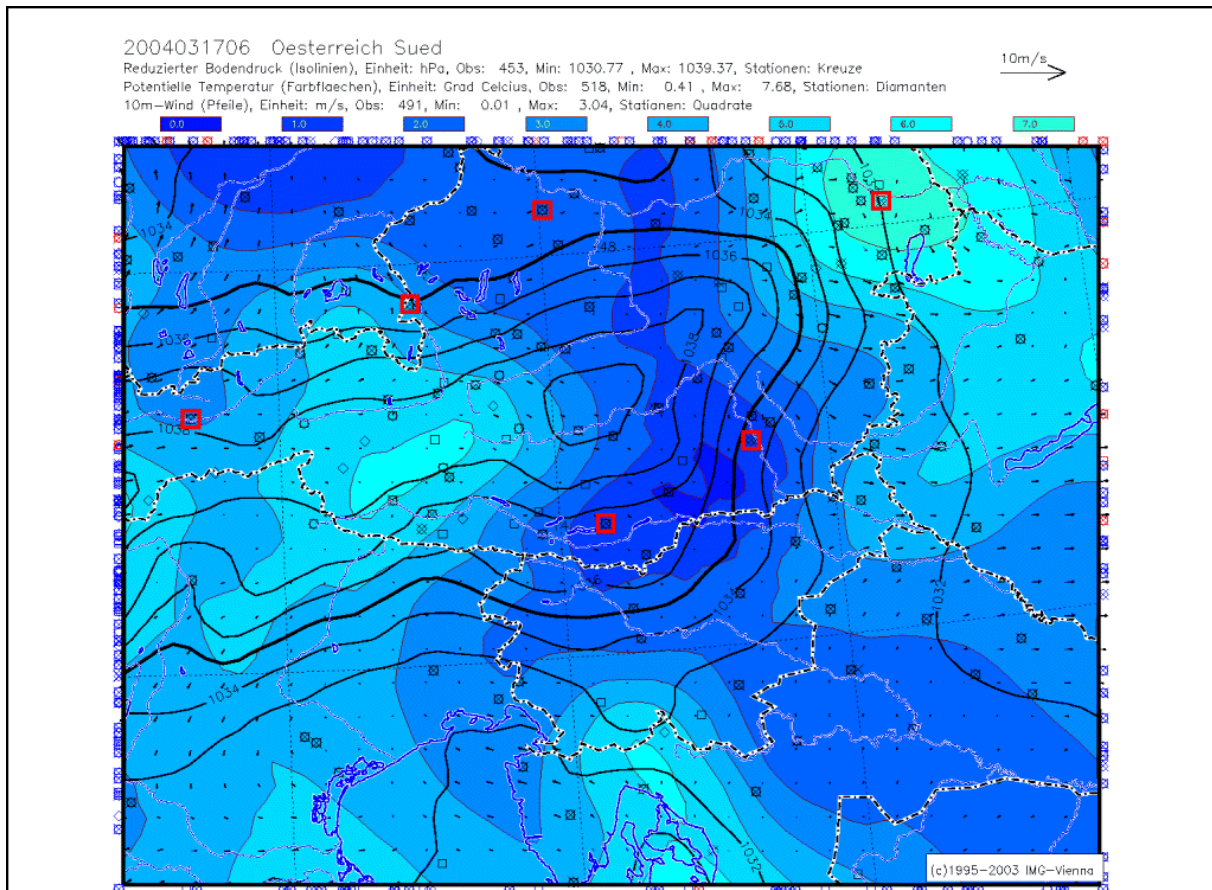 2004031706 Oesterreich Sued
Reduzierter Bodendruck (Isolinien), Einheit: hPa, Obs: 453, Min: 1030.77 , Max: 1039.37, Stationen: Kreuze
10m/s
Potentielle Temperatur (Farbflaechen), Einheit: Grad Celcius, Obs: 518, Min: 0.41 , Max: 7.68, Stationen: Diamanten
10m-Wind (Pfeile), Einheit: m/s, Obs: 491, Min: 0.01 , Max: 3.04, Stationen: Quadrate
0.0 1.0 2.0 3.0 4.0 5.0 6.0 7.0
1034
1034
48
1036
1036
1038
1038
1034
1032
1034
1032
(c)1995-2003 IMG-Vienna